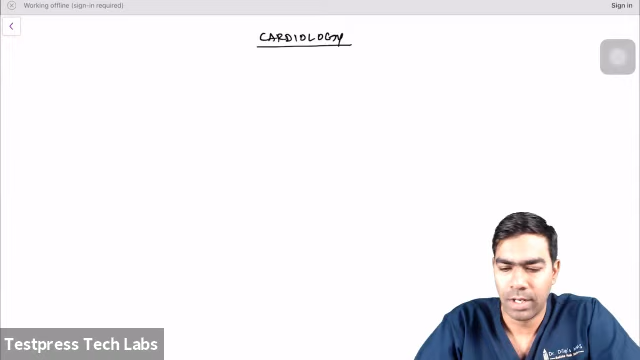 Working offline (sign-in required)
Sign in
CARDIOLOGY
Testpress Tech Labs